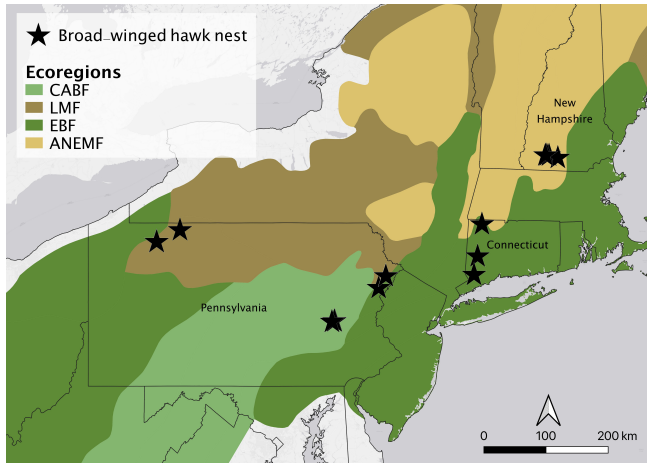 Broad-winged hawk nest
Ecoregions
CABF
LMF
EBF
ANEMF
New
Hampshire
Connecticut
Pennsylvania
0 100 200 km